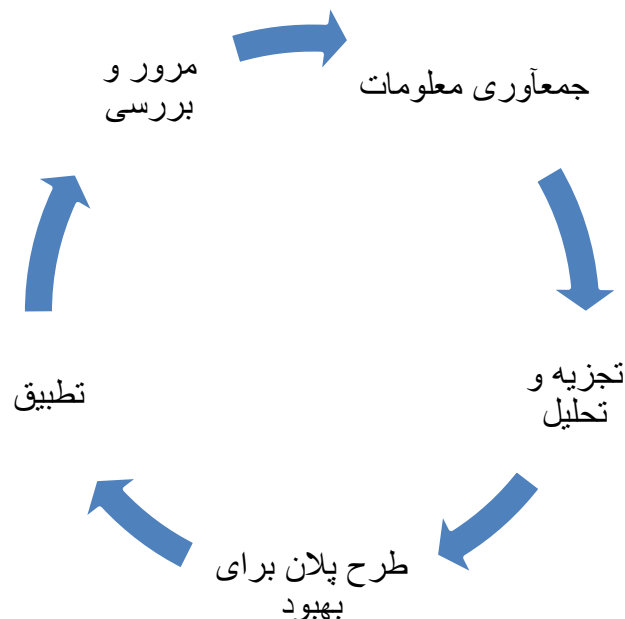 جمعآوری معلومات
تجزیه و
تحلیل
طرح پلان برای
بهبود
تطبیق
مرور و
بررسی